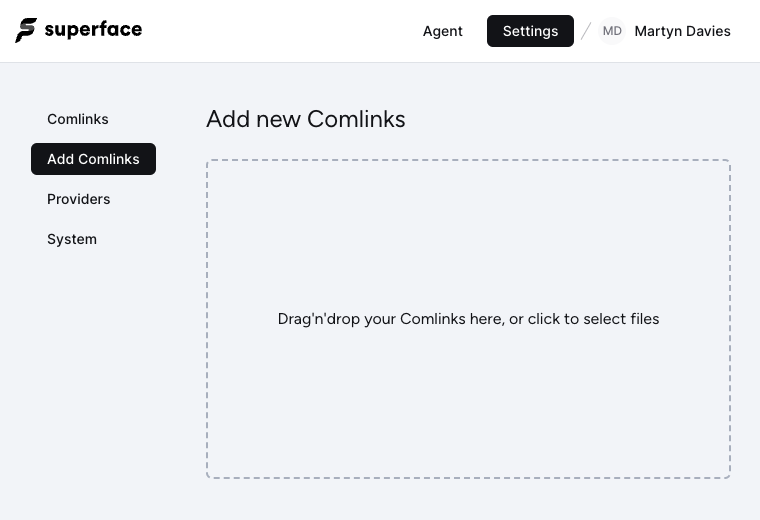 superface
Agent
Settings
MD
Martyn Davies
Comlinks
Add Comlinks
Providers
System
Add new Comlinks
Drag'n'drop your Comlinks here, or click to select files